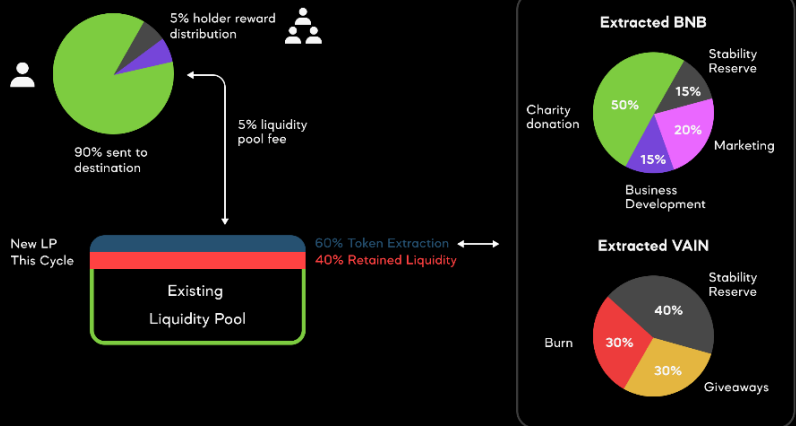 5% holder reward
distribution
5% liquidity
pool fee
90% sent to
destination
New LP
This Cycle
60% Token Extraction
40% Retained Liquidity
Existing
Liquidity Pool
Extracted BNB
Stability
Reserve
15%
50%
Charity
donation
20%
Marketing
15%
Business
Development
Extracted VAIN
Stability
Reserve
40%
Burn
30%
30%
Giveaways